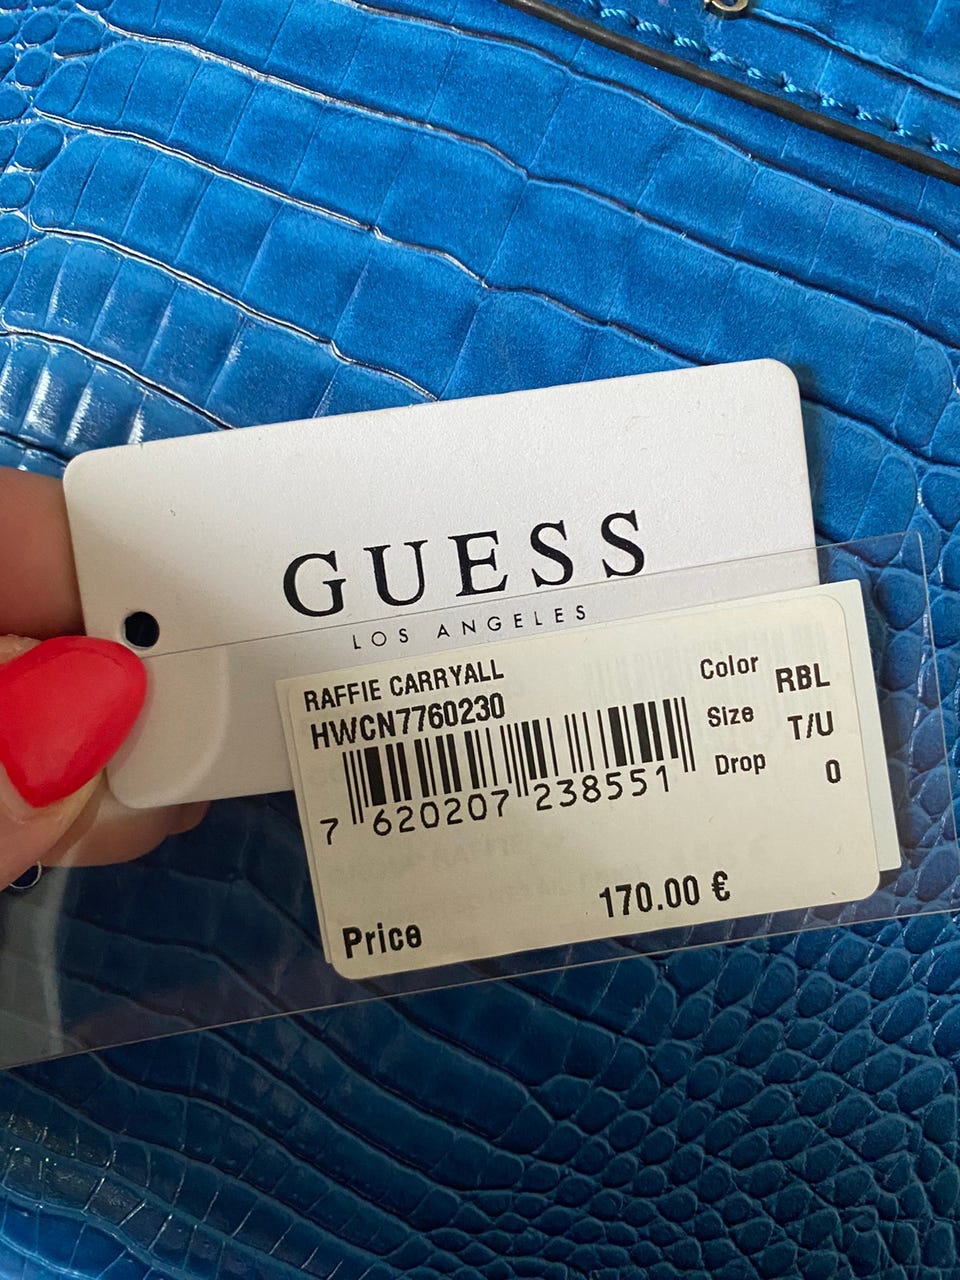 GUESS
LOS ANGELES
RAFFIE CARRYALL
HWCN7760230
7 620207 238551
Color RBL
Size T/U
Drop 0
Price 170.00 €